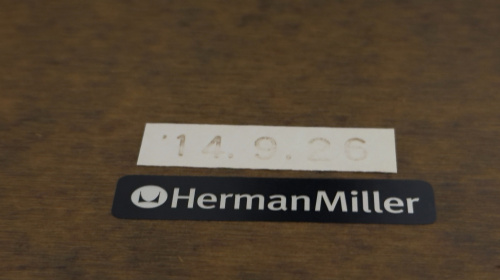 '14. 9. 26
HermanMiller